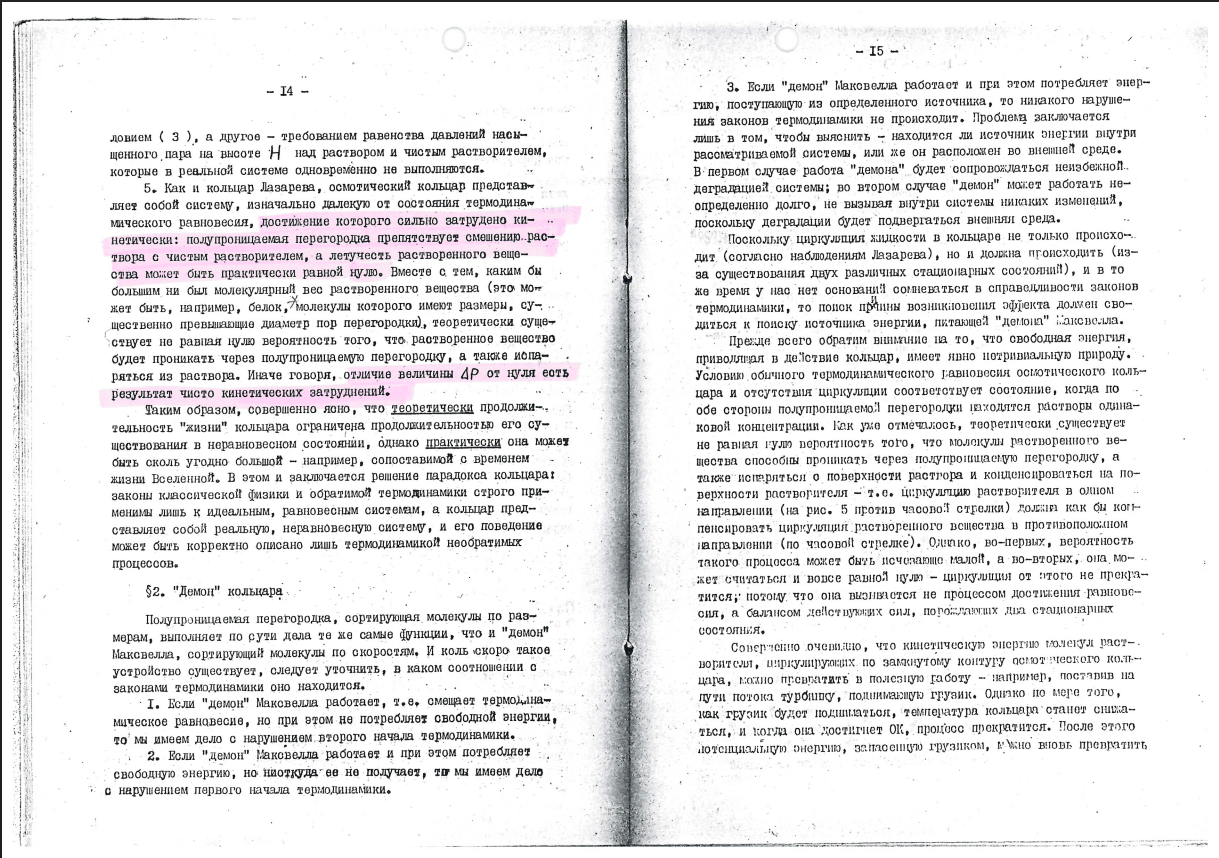 - 14 -
ловием ( 3 ), а другое - требованием равенства давлений насы-
щенного пара на высоте H над раствором и чистым растворителем,
которые в реальной системе одновременно не выполняются.
5. Как и кольцар Лазарева, осмотический кольцар представ-
ляет собой систему, изначально далекую от состояния термодина-
мического равновесия, достижение которого сильно затрудено ки-
нетически: полупроницаемая перегородка препятствует смешению рас-
твора с чистым растворителем, а летучесть растворенного веще-
ства может быть практически равной нулю. Вместе с тем, каким бы
большим ни был молекулярный вес растворенного вещества (это мо-
жет быть, например, белок, молекулы которого имеют размеры, су-
щественно превышающие диаметр пор перегородки), теоретически суще-
ствует не равная нулю вероятность того, что растворенное вещество
будет проникать через полупроницаемую перегородку, а также испа-
ряться из раствора. Иначе говоря, отличие величины ΔP от нуля есть
результат чисто кинетических затруднений.
Таким образом, совершенно ясно, что теоретически продолжи-
тельность "жизни" кольцара ограничена продолжительностью его су-
ществования в неравновесном состоянии, однако практически она может
быть сколь угодно большой - например, сопоставимой с временем
жизни Вселенной. В этом и заключается решение парадокса кольцара:
законы классической физики и обратимой термодинамики строго при-
менимы лишь к идеальным, равновесным системам, а кольцар пред-
ставляет собой реальную, неравновесную систему, и его поведение
может быть корректно описано лишь термодинамикой необратимых
процессов.
§2. "Демон" кольцара
Полупроницаемая перегородка, сортирующая молекулы по раз-
мерам, выполняет по сути дела те же самые функции, что и "демон"
Максвелла, сортирующий молекулы по скоростям. И коль скоро такое
устройство существует, следует уточнить, в каком соотношении с
законами термодинамики оно находится.
1. Если "демон" Максвелла работает, т.е. смещает термодина-
мическое равновесие, но при этом не потребляет свободной энергии,
то мы имеем дело с нарушением второго начала термодинамики.
2. Если "демон" Максвелла работает и при этом потребляет
свободную энергию, но ниоткуда ее не получает, то мы имеем дело
с нарушением первого начала термодинамики.
- 15 -
3. Если "демон" Максвелла работает и при этом потребляет энер-
гию, поступающую из определенного источника, то никакого наруше-
ния законов термодинамики не происходит. Проблема заключается
лишь в том, чтобы выяснить - находится ли источник энергии внутри
рассматриваемой системы, или же он расположен во внешней среде.
В первом случае работа "демона" будет сопровождаться неизбежной
деградацией системы; во втором случае "демон" может работать не-
определенно долго, не вызывая внутри системы никаких изменений,
поскольку деградации будет подвергаться внешняя среда.
Поскольку циркуляция жидкости в кольцаре не только происхо-
дит (согласно наблюдениям Лазарева), но и должна происходить (из-
за существования двух различных стационарных состояний), и в то
же время у нас нет оснований сомневаться в справедливости законов
термодинамики, то поиск причины возникновения эффекта должен сво-
диться к поиску источника энергии, питающей "демона" Максвелла.
Прежде всего обратим внимание на то, что свободная энергия,
приводящая в действие кольцар, имеет явно нетривиальную природу.
Условию обычного термодинамического равновесия осмотического коль-
цара и отсутствия циркуляции соответствует состояние, когда по
обе стороны полупроницаемой перегородки находятся растворы одина-
ковой концентрации. Как уже отмечалось, теоретически существует
не равная нулю вероятность того, что молекулы растворенного ве-
щества способны проникать через полупроницаемую перегородку, а
также испаряться с поверхности раствора и конденсироваться на по-
верхности растворителя - т.е. циркуляцию растворителя в одном
направлении (на рис. 5 против часовой стрелки) должна как бы ком-
пенсировать циркуляция растворенного вещества в противоположном
направлении (по часовой стрелке). Однако, во-первых, вероятность
такого процесса может быть исчезающе малой, а во-вторых, она мо-
жет считаться и вовсе равной нулю - циркуляция от этого не прекра-
тится, потому что она вызывается не процессом достижения равнове-
сия, а балансом действующих сил, порождающих два стационарных
состояния.
Совершенно очевидно, что кинетическую энергию молекул раст-
ворителя, циркулирующих по замкнутому контуру осмотического коль-
цара, можно превратить в полезную работу - например, поставив на
пути потока турбинку, поднимающую грузик. Однако по мере того,
как грузик будет подниматься, температура кольцара станет снижа-
ться, и когда она достигнет ОК, процесс прекратится. После этого
потенциальную энергию, запасенную грузиком, можно вновь превратить